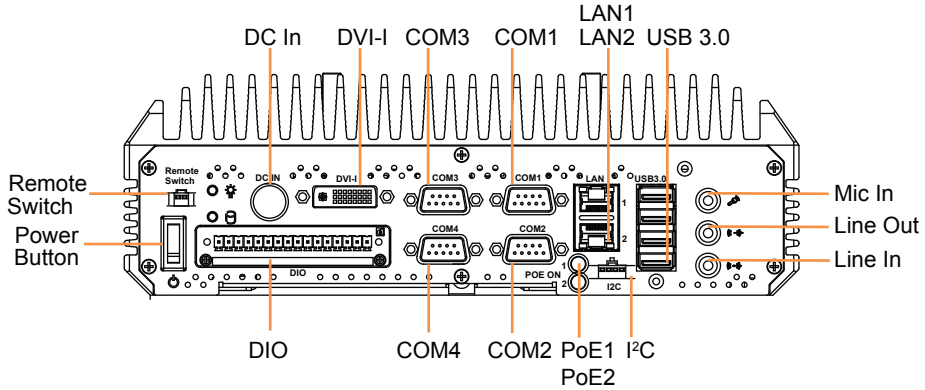 LAN1
DC In DVI-I COM3 COM1 LAN2 USB 3.0
Remote
Switch
DC IN
DVI-I
COM3
COM1
LAN
USB3.0
Remote
Switch
Mic In
1
Line Out
Power
Button
COM4
COM2
2
Line In
DIO
POE ON
1
2
I2C
DIO COM4 COM2 PoE1 I²C
PoE2